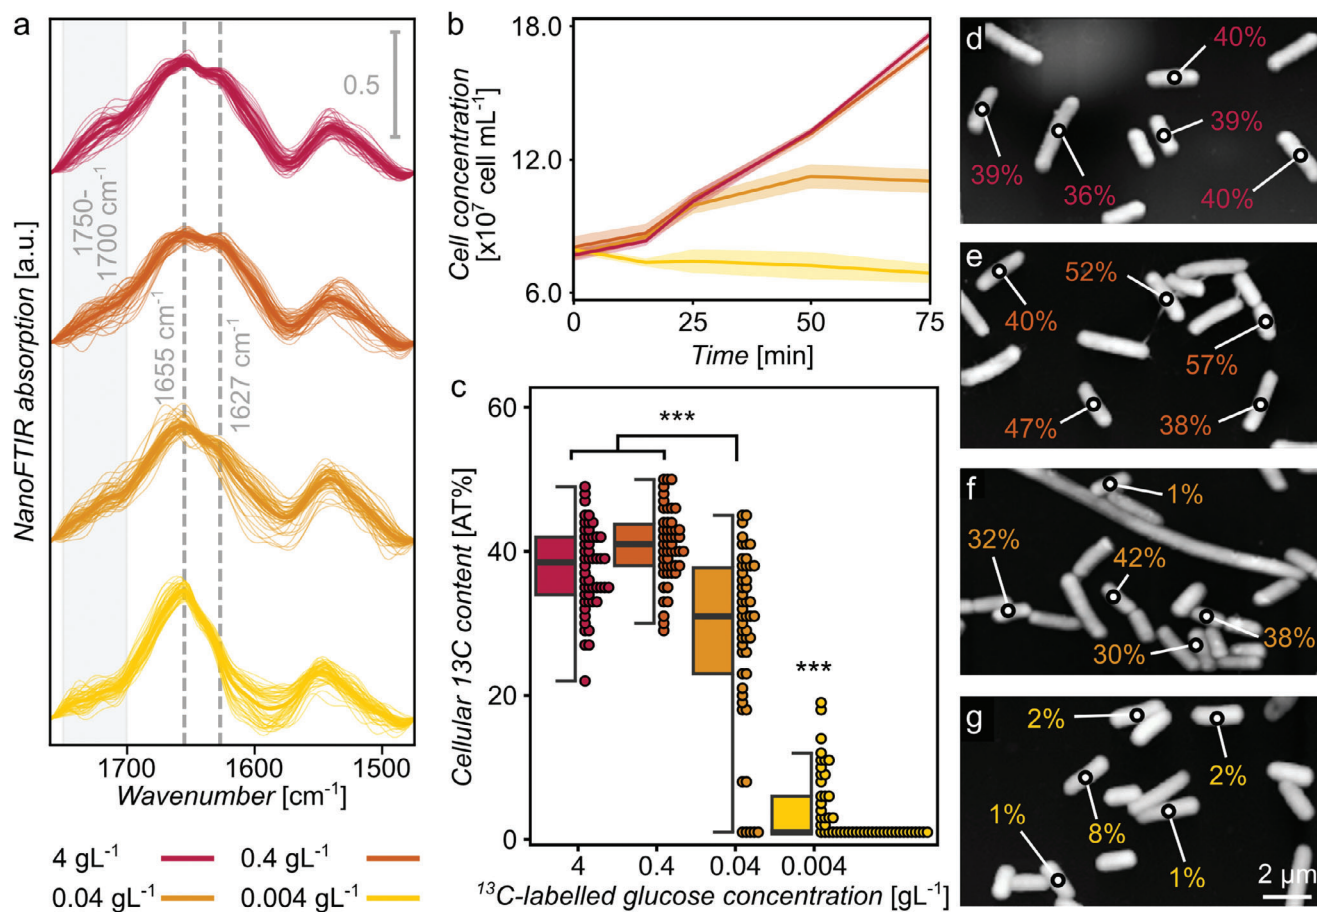 a
0.5
1750-
1700 cm⁻¹
1655 cm⁻¹
1627 cm⁻¹
NanoFTIR absorption [a.u.]
1700
1600
1500
Wavenumber [cm⁻¹]
4 gL⁻¹
0.4 gL⁻¹
0.04 gL⁻¹
0.004 gL⁻¹
b
18.0
12.0
6.0
Cell concentration
[x10⁷ cell mL⁻¹]
0
25
50
75
Time [min]
c
60
40
20
0
Cellular 13C content [AT%]
***
***
4
0.4
0.04
0.004
¹³C-labelled glucose concentration [gL⁻¹]
d
40%
39%
39%
36%
40%
e
52%
40%
57%
47%
38%
f
1%
32%
42%
38%
30%
g
2%
2%
1%
8%
1%
2 μm